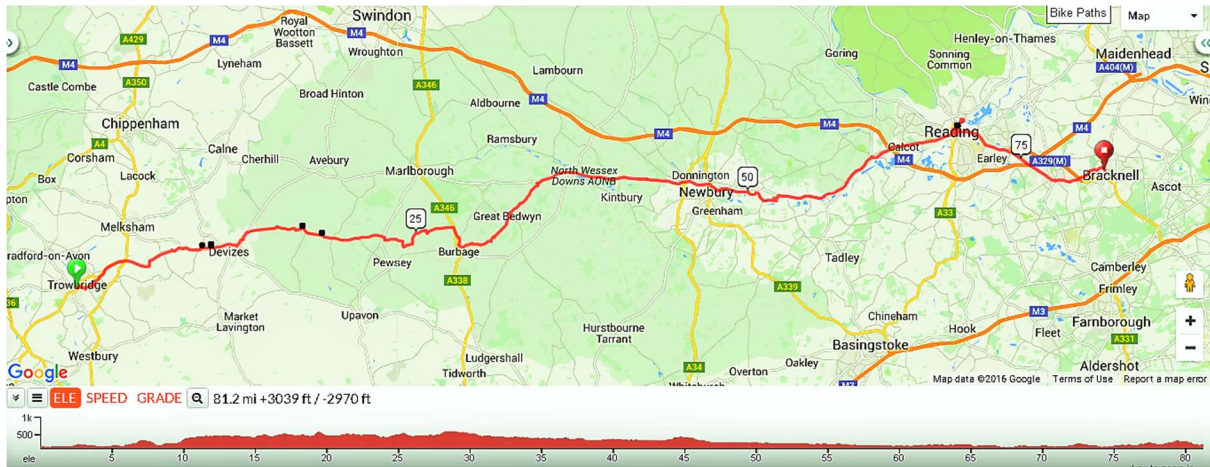 Swindon
Royal
Wootton
Bassett
M4
M4
Wroughton
A429
M4
Lyneham
A350
Castle Combe
Chippenham
A4
Corsham
Box
Lacock
Calne
Cherhill
Avebury
Broad Hinton
A346
Aldbourne
Lambourn
M4
Ramsbury
Marlborough
M4
M4
Goring
Sonning
Common
Henley-on-Thames
Bike Paths
Map
Maidenhead
A404(M)
M4
Reading
Calcot
M4
Earley
75
A329(M)
Bracknell
Ascot
North Wessex
Downs AONB
Donnington
50
Newbury
Kintbury
Greenham
A346
Great Bedwyn
25
Burbage
Pewsey
A338
Melksham
Devizes
Trowbridge
Market
Lavington
Upavon
Westbury
Ludgershall
Tidworth
Hurstbourne
Tarrant
A34
Overton
Oakley
Basingstoke
A339
Tadley
A33
Chineham
Hook
M3
Fleet
Camberley
Frimley
Farnborough
A331
Aldershot
M3
Google
Map data ©2016 Google
Terms of Use
Report a map error
ELE SPEED GRADE 81.2 mi +3039 ft / -2970 ft
1k
500
ele
5 10 15 20 25 30 35 40 45 50 55 60 65 70 75 80